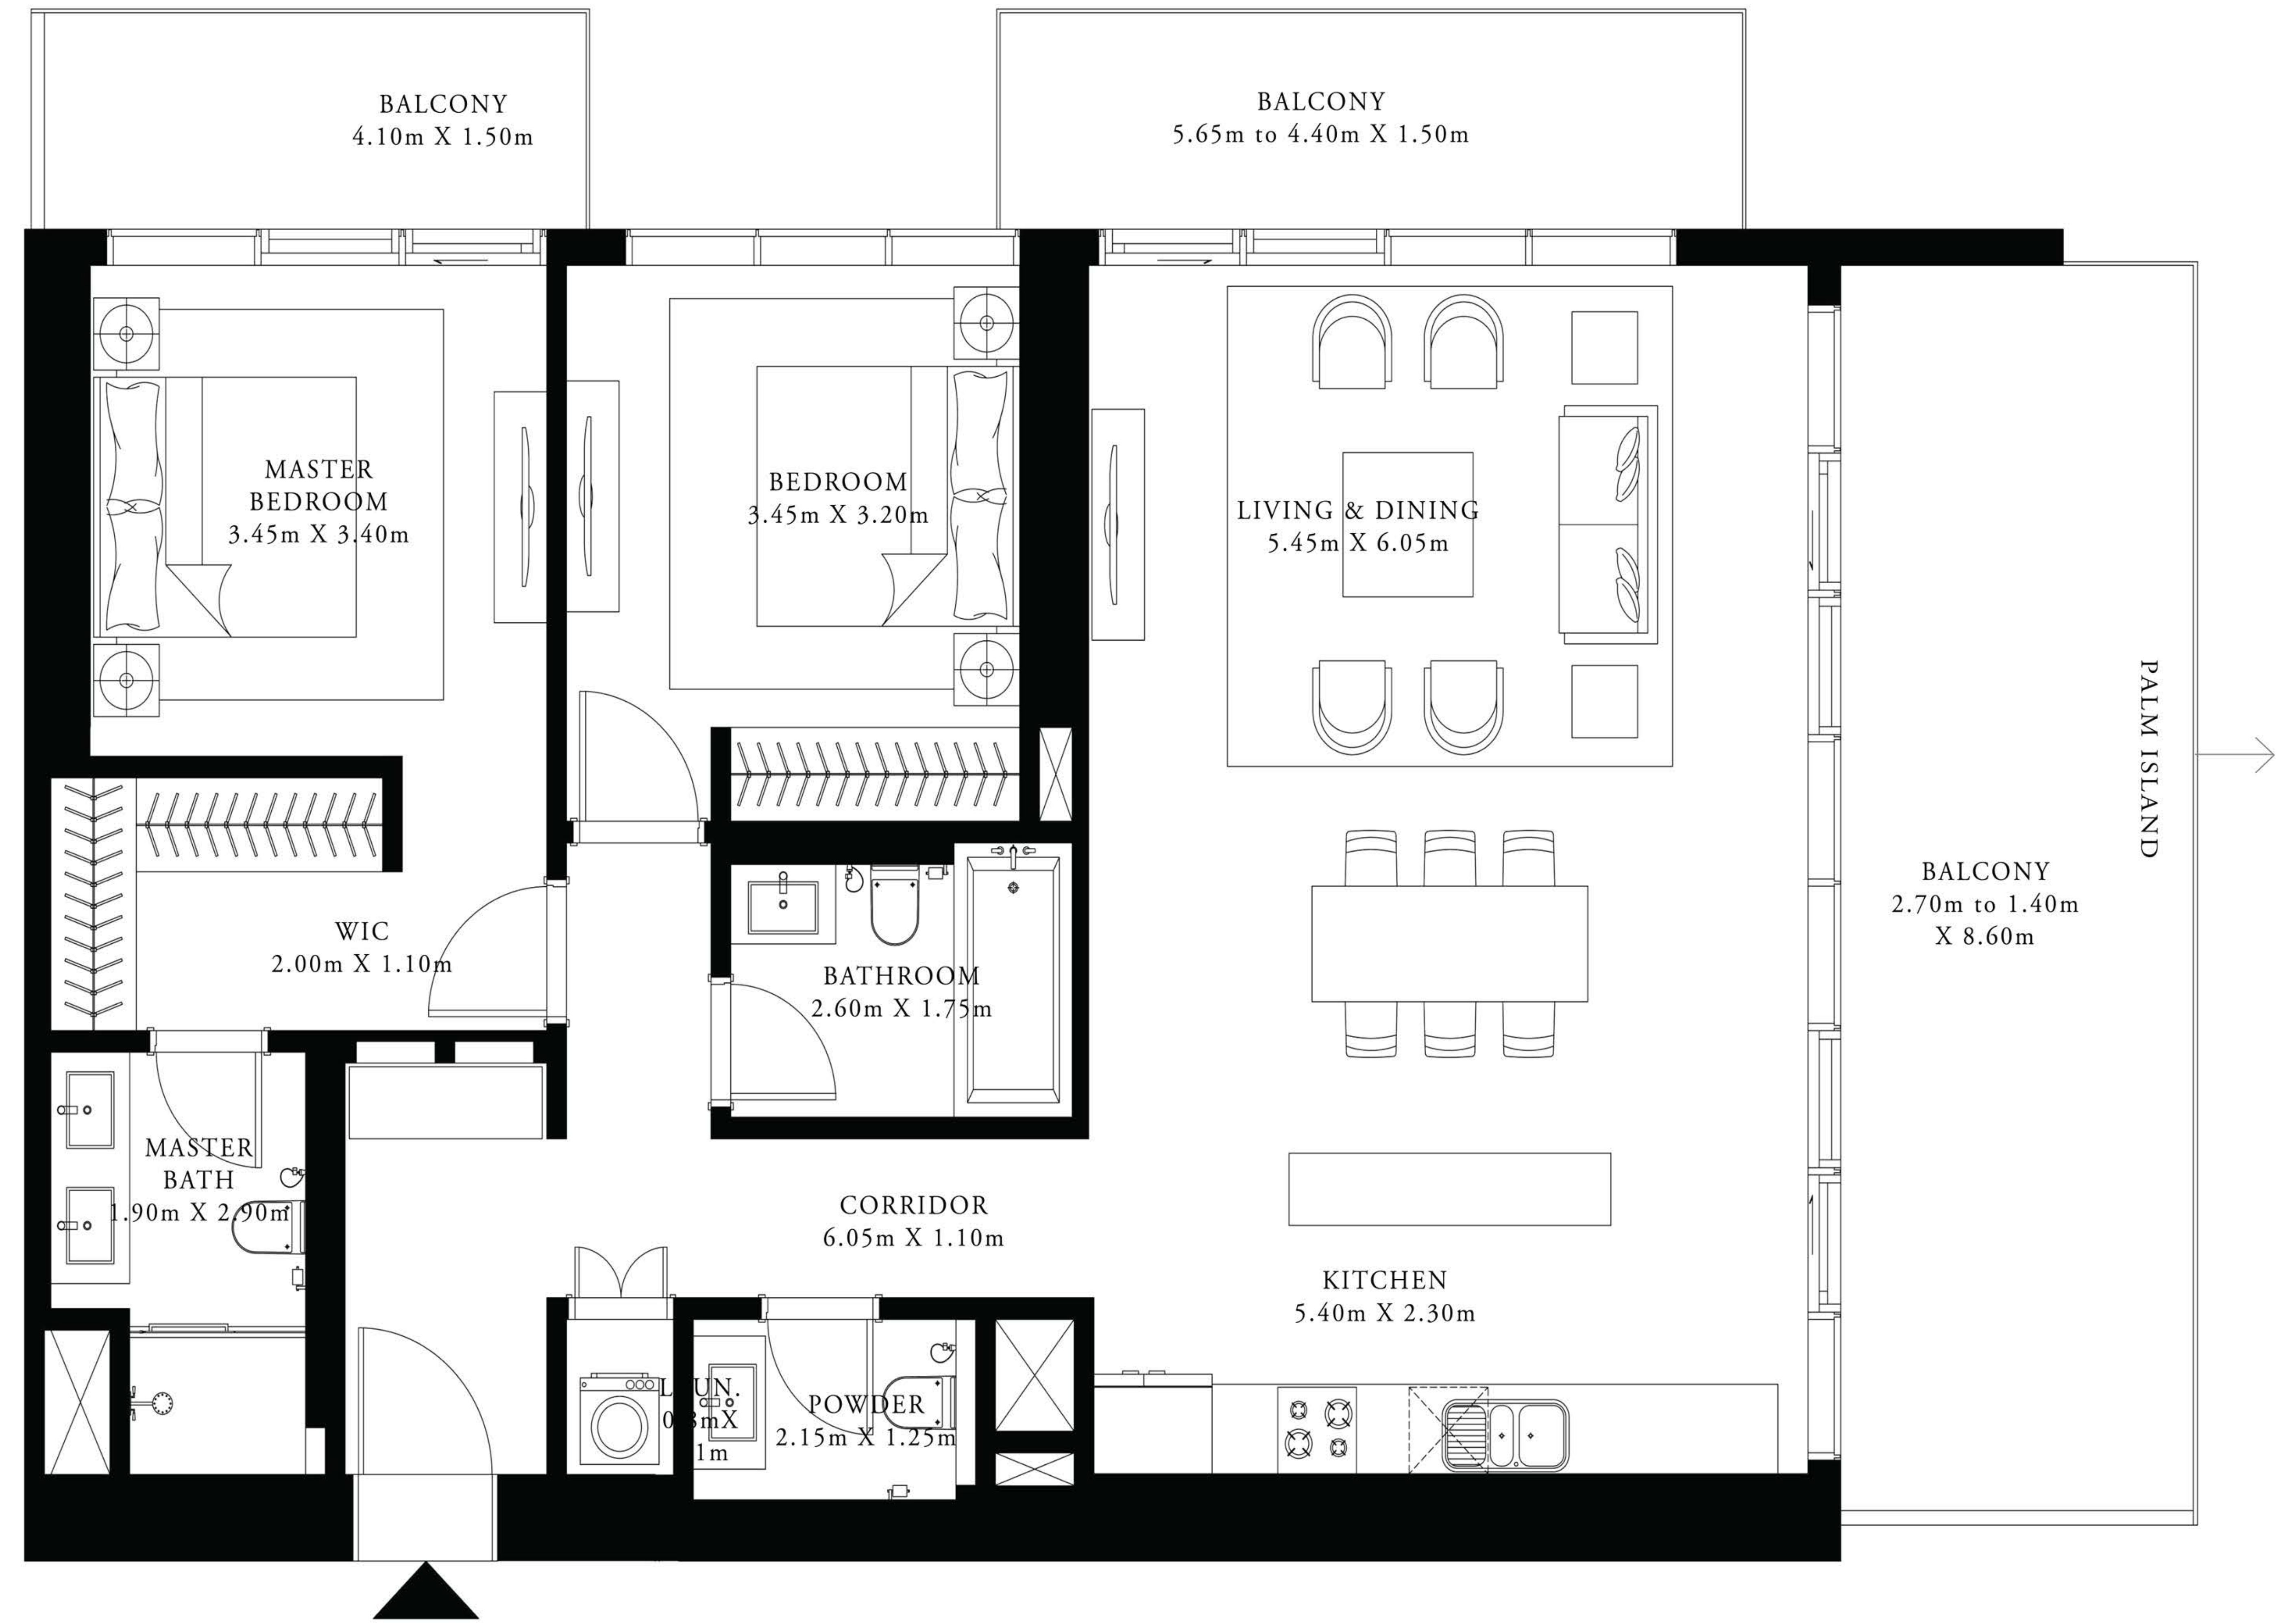 BALCONY
4.10m X 1.50m
BALCONY
5.65m to 4.40m X 1.50m
MASTER
BEDROOM
3.45m X 3.40m
BEDROOM
3.45m X 3.20m
LIVING & DINING
5.45m X 6.05m
PALM ISLAND
BALCONY
2.70m to 1.40m
X 8.60m
WIC
2.00m X 1.10m
BATHROOM
2.60m X 1.75m
MASTER
BATH
1.90m X 2.90m
CORRIDOR
6.05m X 1.10m
KITCHEN
5.40m X 2.30m
POWDER
2.15m X 1.25m